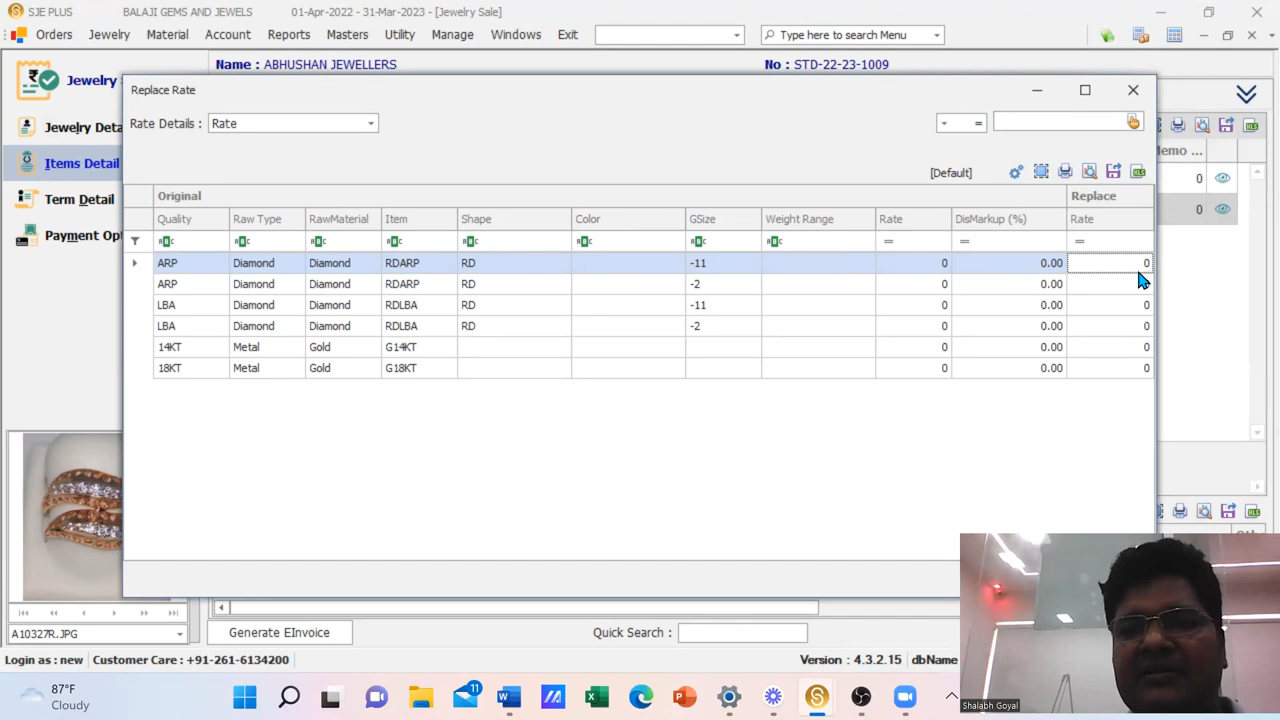 SJE PLUS BALAJI GEMS AND JEWELS 01-Apr-2022 - 31-Mar-2023 - [Jewelry Sale]
Orders Jewelry Material Account Reports Masters Utility Manage Windows Exit Type here to search Menu
Name : ABHUSHAN JEWELLERS No : STD-22-23-1009
Jewelry
Replace Rate
Rate Details : Rate =
Jewelry Deta
Items Detail
Term Detail
Payment Opt
[Default]
emo ...
0
0
Original Replace
Quality Raw Type RawMaterial Item Shape Color GSize Weight Range Rate DisMarkup (%) Rate
ARP Diamond Diamond RDARP RD -11 0 0.00 0
ARP Diamond Diamond RDARP RD -2 0 0.00 0
LBA Diamond Diamond RDLBA RD -11 0 0.00 0
LBA Diamond Diamond RDLBA RD -2 0 0.00 0
14KT Metal Gold G14KT 0 0.00 0
18KT Metal Gold G18KT 0 0.00 0
A10327R.JPG
Generate EInvoice Quick Search :
Login as : new Customer Care : +91-261-6134200 Version : 4.3.2.15 dbName
87°F
Cloudy
11
Shalabh Goyal